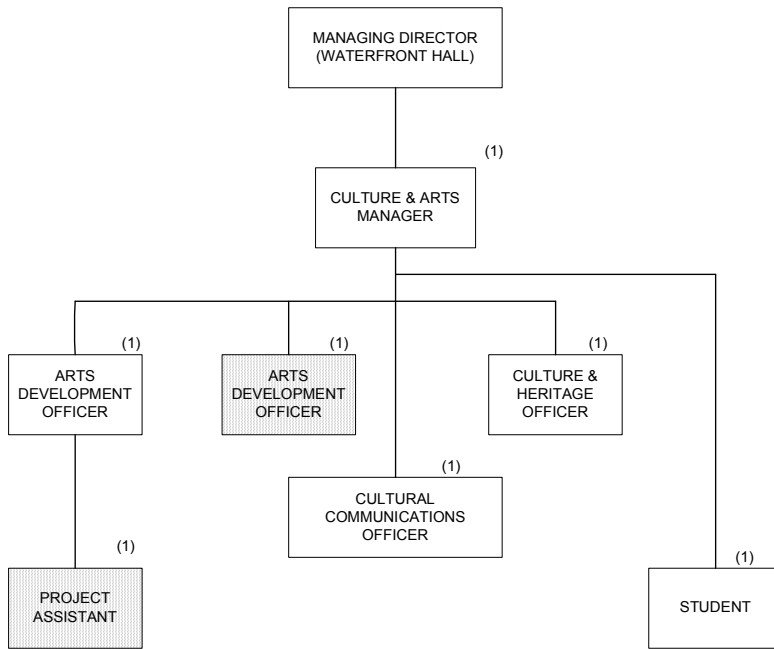 MANAGING DIRECTOR
(WATERFRONT HALL)
(1)
CULTURE & ARTS
MANAGER
(1)
ARTS
DEVELOPMENT
OFFICER
(1)
ARTS
DEVELOPMENT
OFFICER
(1)
CULTURE &
HERITAGE
OFFICER
(1)
CULTURAL
COMMUNICATIONS
OFFICER
(1)
PROJECT
ASSISTANT
(1)
STUDENT